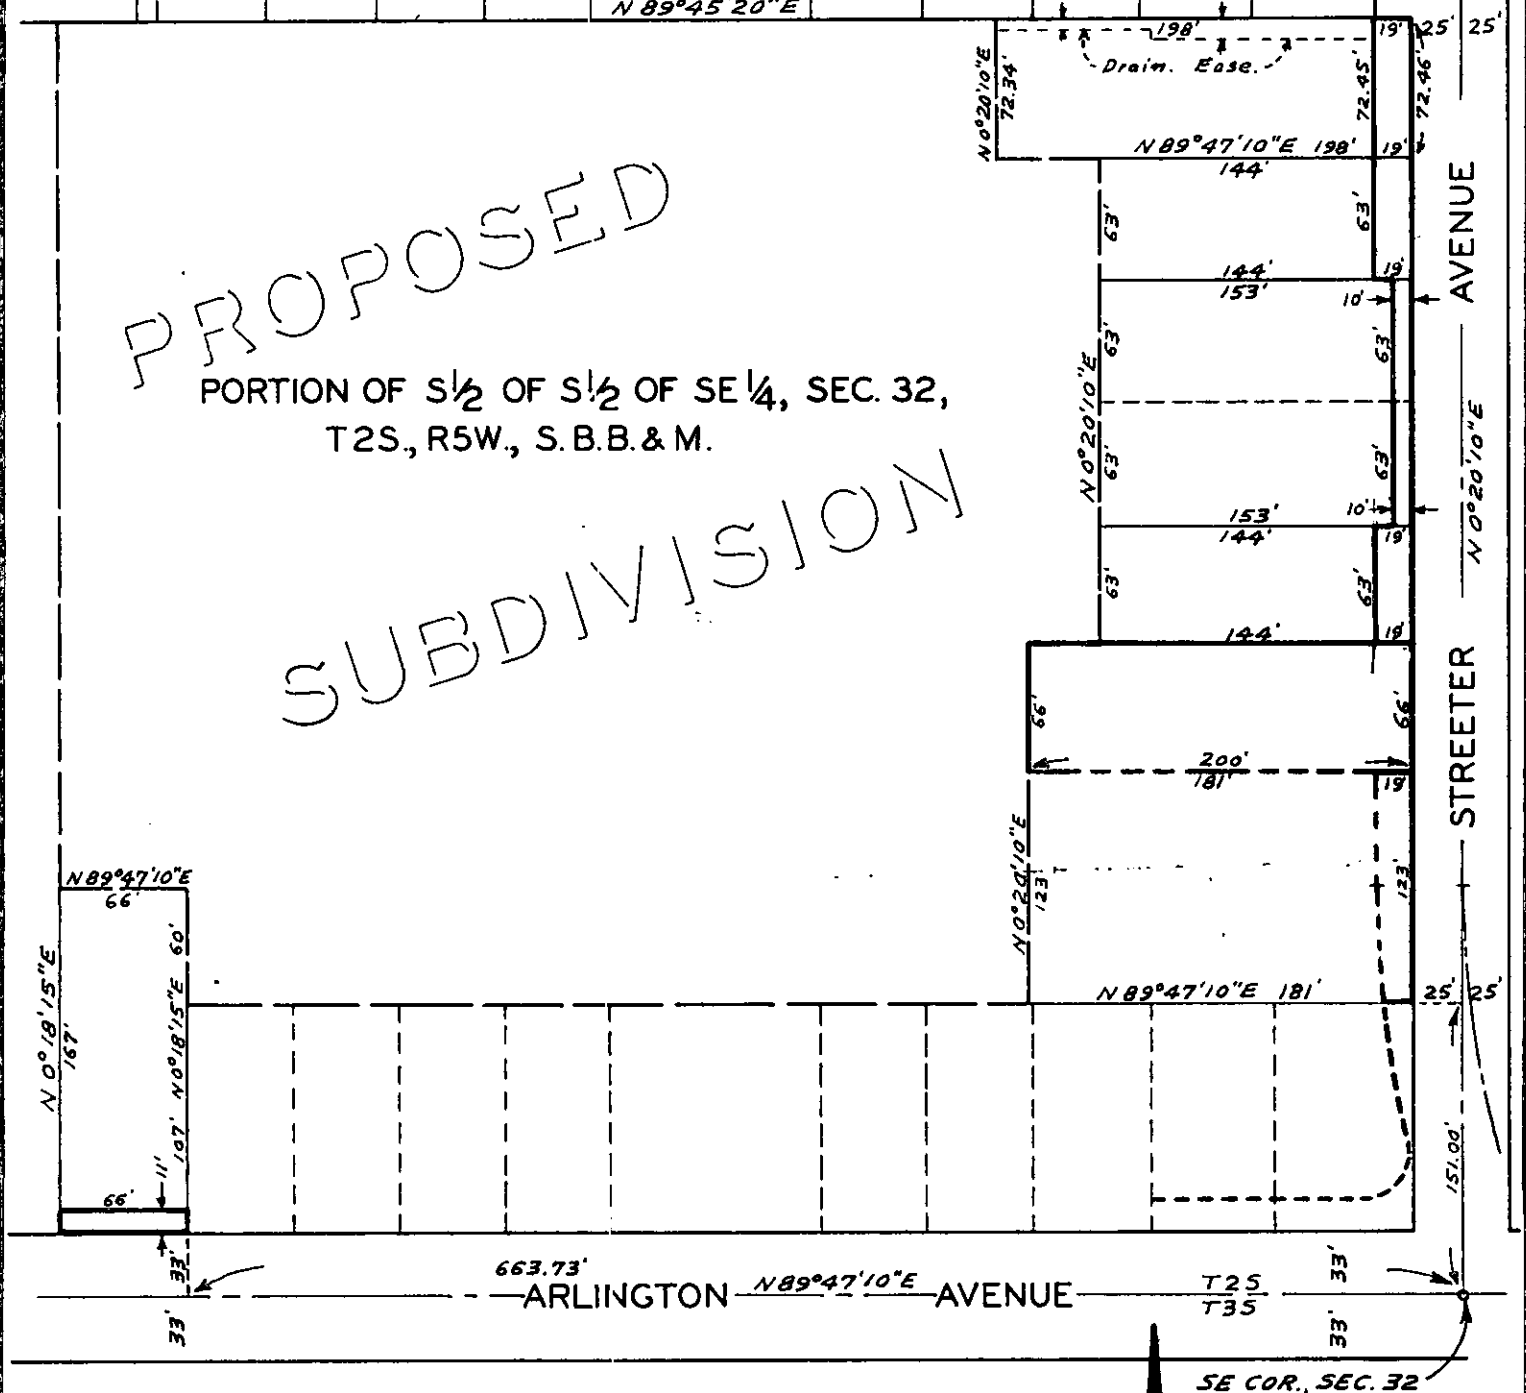 N 89°45'20"E
198'
19'
25'
25'
Drain. Ease.
N 0°20'10"E
72.34'
72.45'
72.46'
N 89°47'10"E 198'
19'
144'
63'
63'
144'
19'
153'
10'
63'
63'
N 0°20'10"E
63'
63'
153'
10'
144'
19'
63'
63'
144'
19'
AVENUE
N 0°20'10"E
STREETER
PROPOSED
PORTION OF S½ OF S½ OF SE¼, SEC. 32,
T2S., R5W., S.B.B.& M.
SUBDIVISION
66'
66'
200'
181'
19'
N 0°20'10"E
123'
123'
N 89°47'10"E 181'
25'
25'
151.00'
N 89°47'10"E
66'
N 0°18'15"E
167'
107' N 0°18'15"E 60'
11'
66'
33'
33'
663.73'
ARLINGTON N89°47'10"E AVENUE
T2S
T3S
33'
33'
SE COR., SEC. 32